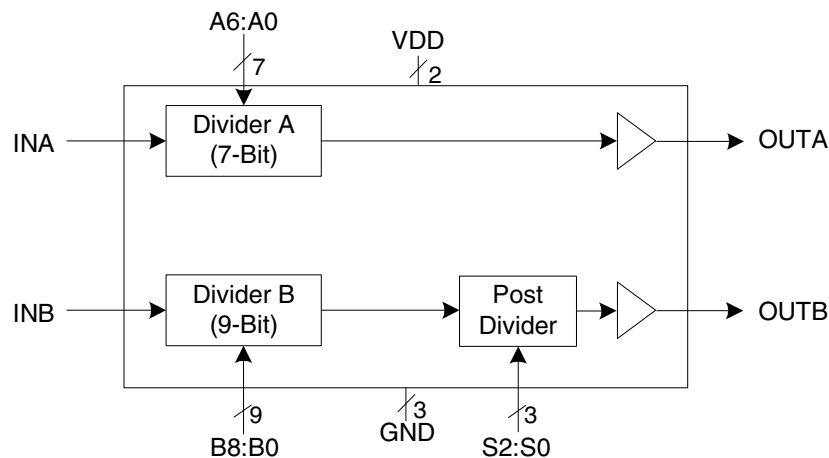 A6:A0
7
VDD
2
INA
Divider A
(7-Bit)
OUTA
INB
Divider B
(9-Bit)
Post
Divider
OUTB
9
B8:B0
3
GND
3
S2:S0